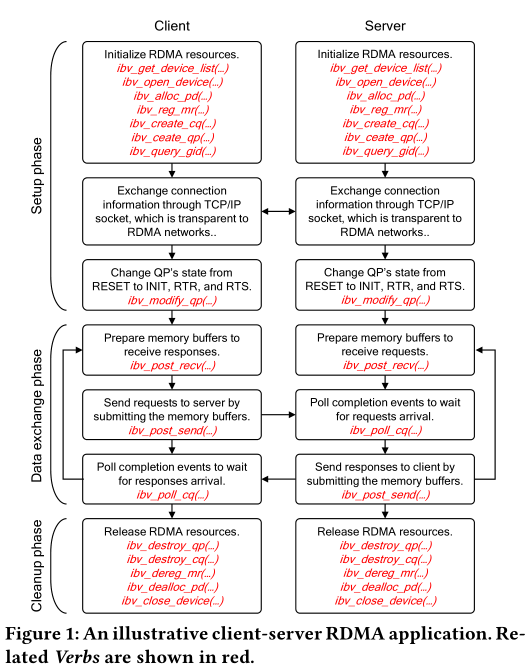 Client
Server
Setup phase
Initialize RDMA resources.
ibv_get_device_list(...)
ibv_open_device(...)
ibv_alloc_pd(...)
ibv_reg_mr(...)
ibv_create_cq(...)
ibv_ceate_qp(...)
ibv_query_gid(...)
Initialize RDMA resources.
ibv_get_device_list(...)
ibv_open_device(...)
ibv_alloc_pd(...)
ibv_reg_mr(...)
ibv_create_cq(...)
ibv_ceate_qp(...)
ibv_query_gid(...)
Exchange connection
information through TCP/IP
socket, which is transparent to
RDMA networks..
Exchange connection
information through TCP/IP
socket, which is transparent to
RDMA networks..
Change QP's state from
RESET to INIT, RTR, and RTS.
ibv_modify_qp(...)
Change QP's state from
RESET to INIT, RTR, and RTS.
ibv_modify_qp(...)
Data exchange phase
Prepare memory buffers to
receive responses.
ibv_post_recv(...)
Prepare memory buffers to
receive requests.
ibv_post_recv(...)
Send requests to server by
submitting the memory buffers.
ibv_post_send(...)
Poll completion events to wait
for requests arrival.
ibv_poll_cq(...)
Poll completion events to wait
for responses arrival.
ibv_poll_cq(...)
Send responses to client by
submitting the memory buffers.
ibv_post_send(...)
Cleanup phase
Release RDMA resources.
ibv_destroy_qp(...)
ibv_destroy_cq(...)
ibv_dereg_mr(...)
ibv_dealloc_pd(...)
ibv_close_device(...)
Release RDMA resources.
ibv_destroy_qp(...)
ibv_destroy_cq(...)
ibv_dereg_mr(...)
ibv_dealloc_pd(...)
ibv_close_device(...)
Figure 1: An illustrative client-server RDMA application. Re-
lated Verbs are shown in red.